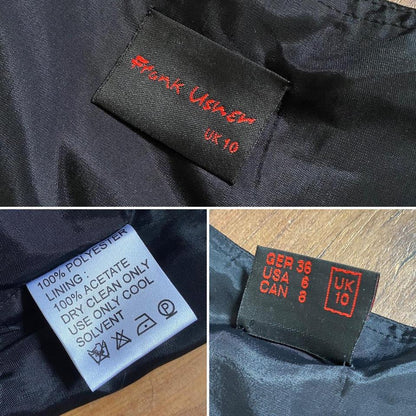 Frank Usher
UK 10
100% POLYESTER
LINING :
100% ACETATE
DRY CLEAN ONLY
USE ONLY COOL
SOLVENT
GER 36
USA 6
CAN 8
UK
10